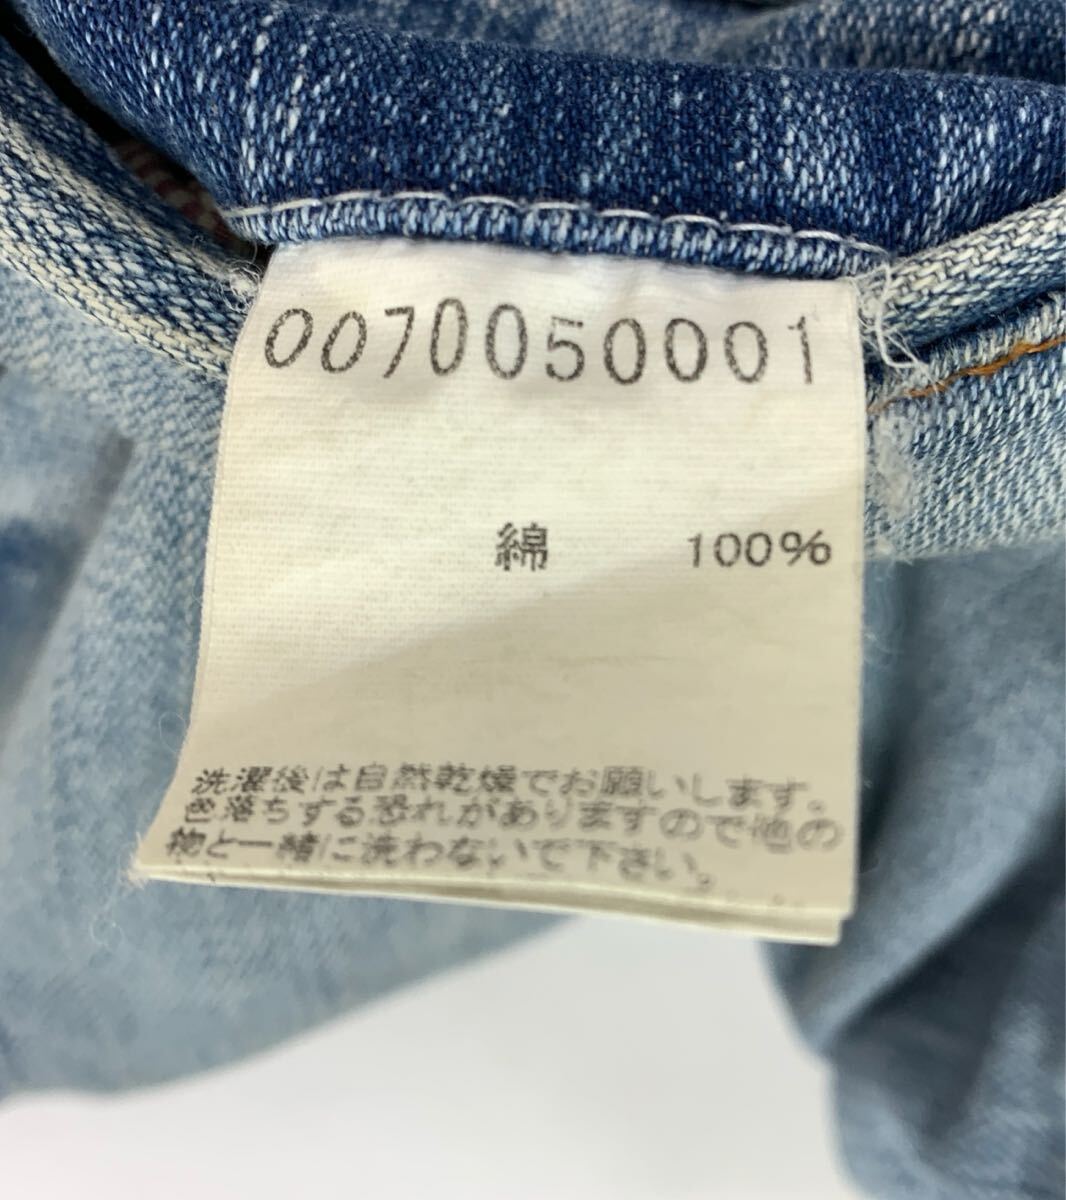 0070050001
綿 100%
洗濯後は自然乾燥でお願いします。
色落ちする恐れがありますので他の
物と一緒に洗わないで下さい。